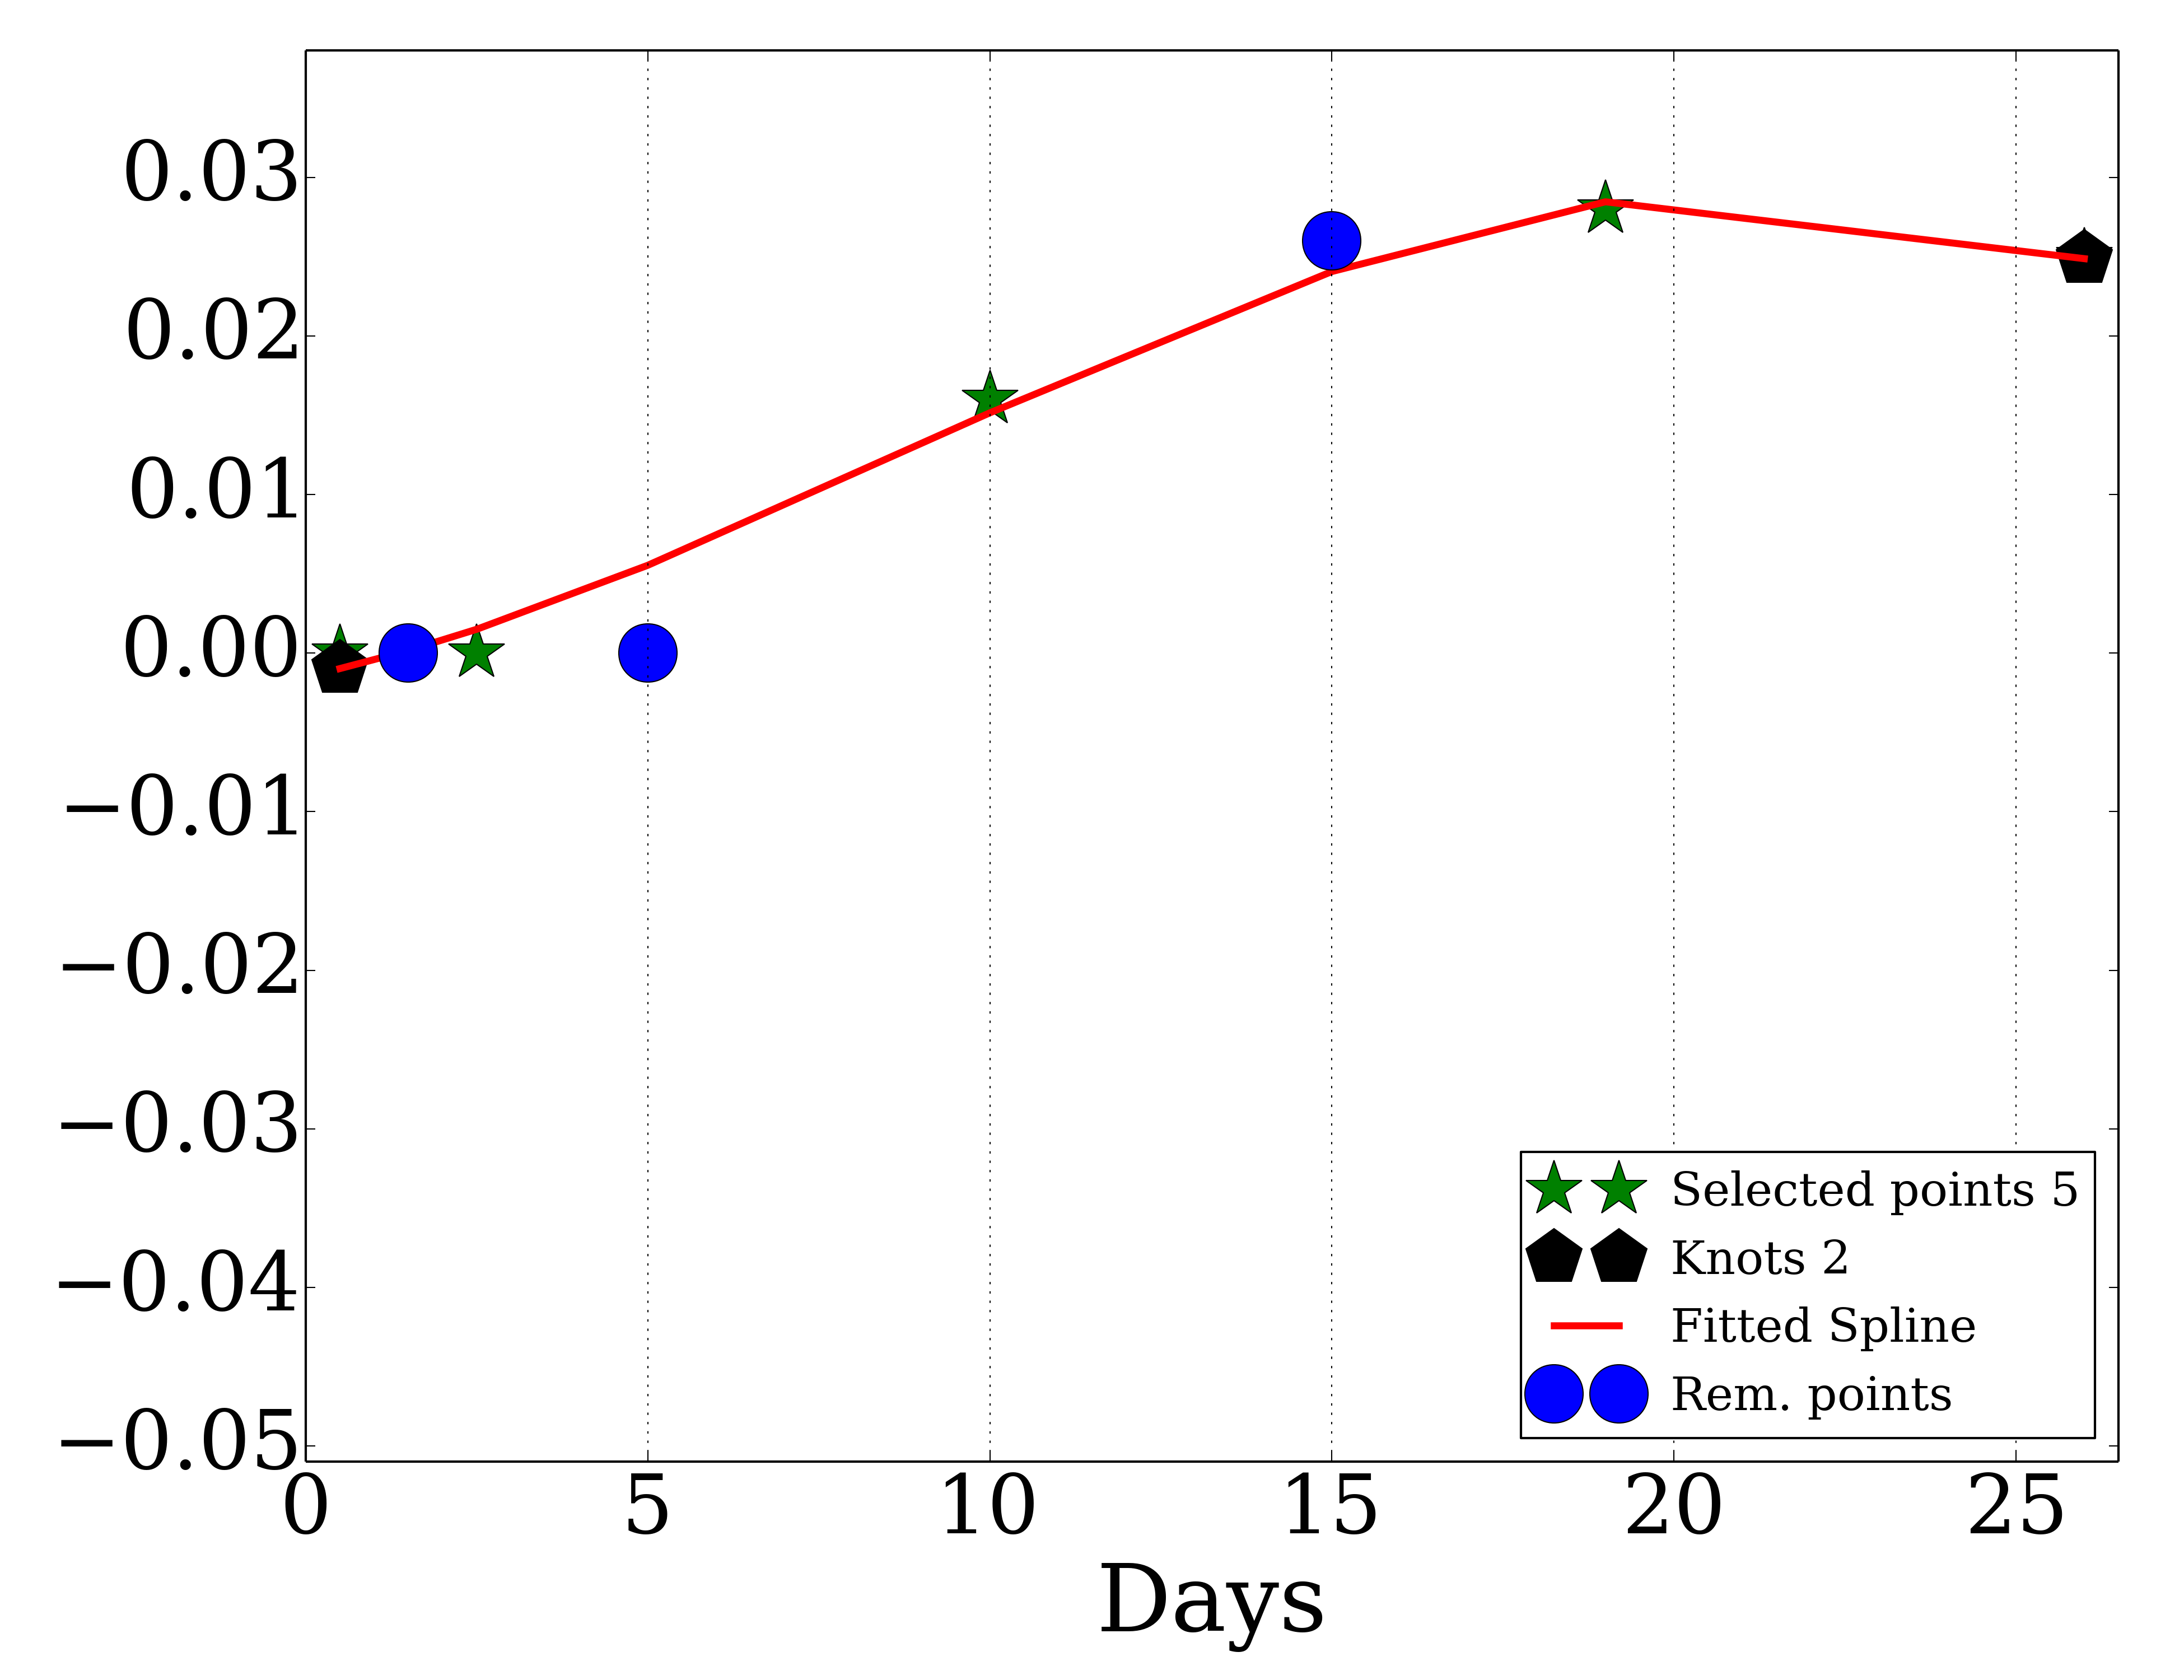 0.03
0.02
0.01
0.00
−0.01
−0.02
−0.03
−0.04
−0.05
0 5 10 15 20 25
Days
Selected points 5
Knots 2
Fitted Spline
Rem. points